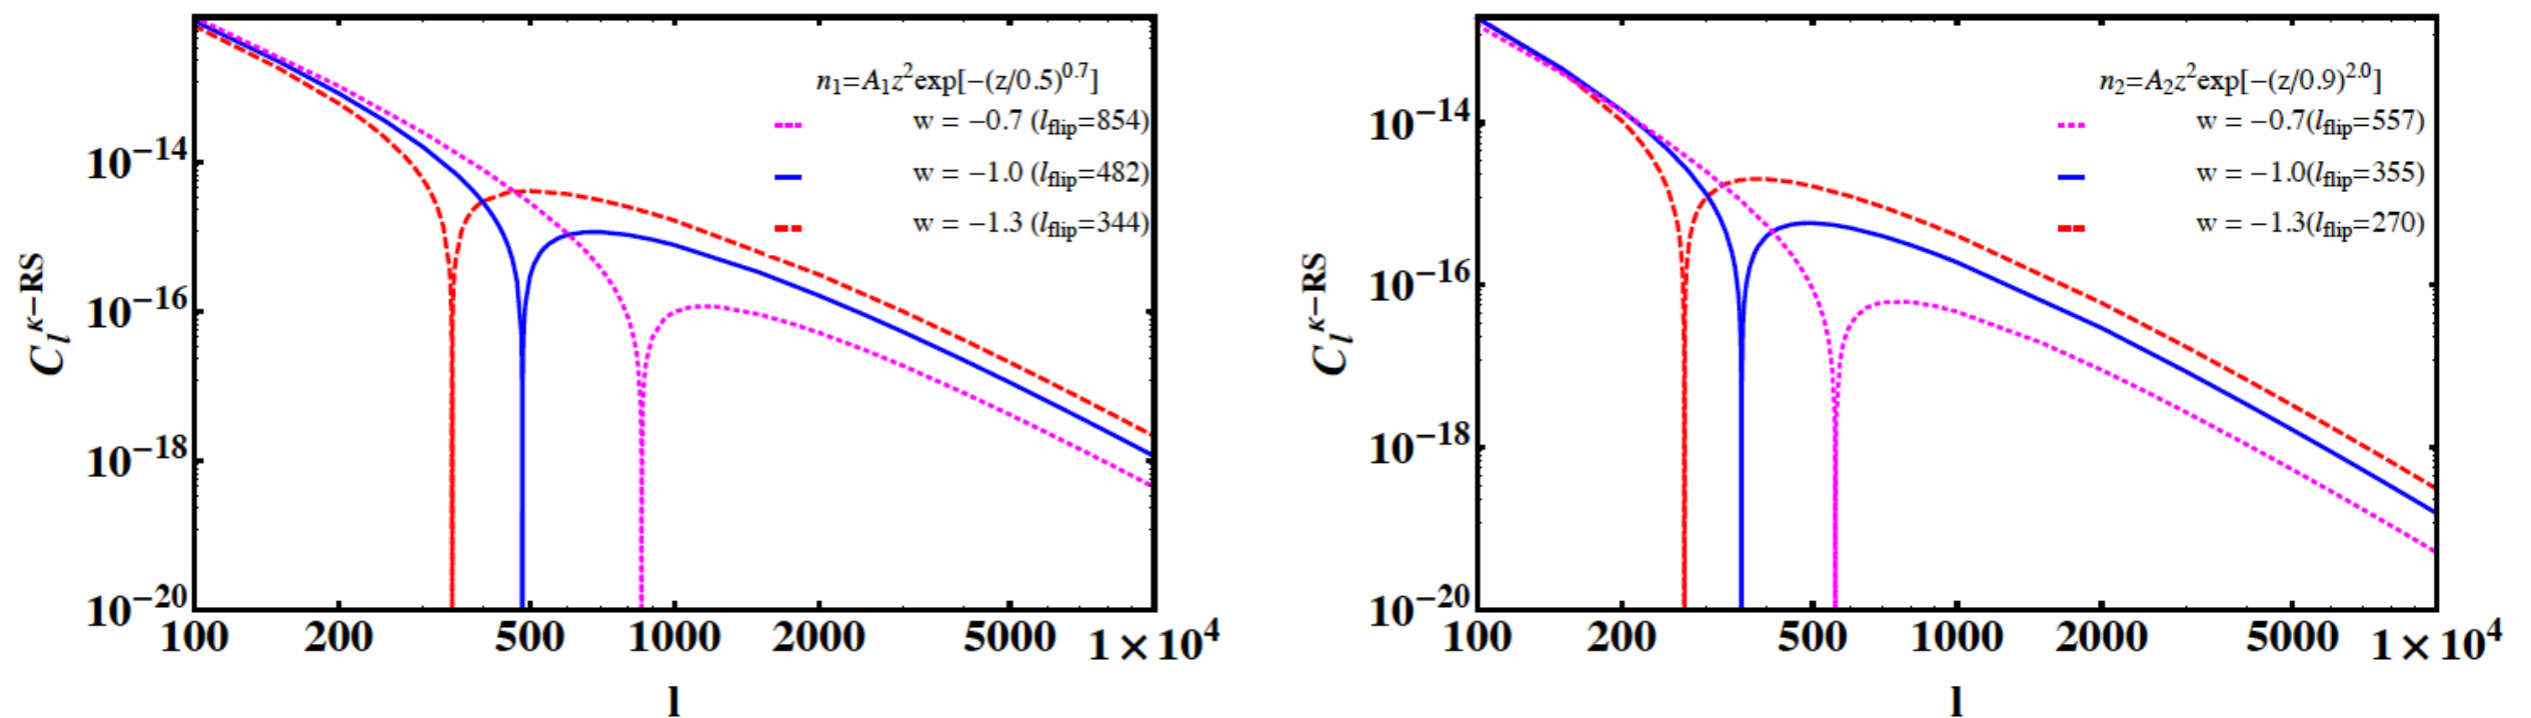 n₁=A₁z²exp[−(z/0.5)^0.7]
w = −0.7 (l_flip=854)
w = −1.0 (l_flip=482)
w = −1.3 (l_flip=344)
10^−14
10^−16
10^−18
10^−20
C_l^κ−RS
100 200 500 1000 2000 5000 1×10^4
l
n₂=A₂z²exp[−(z/0.9)^2.0]
w = −0.7(l_flip=557)
w = −1.0(l_flip=355)
w = −1.3(l_flip=270)
10^−14
10^−16
10^−18
10^−20
C_l^κ−RS
100 200 500 1000 2000 5000 1×10^4
l